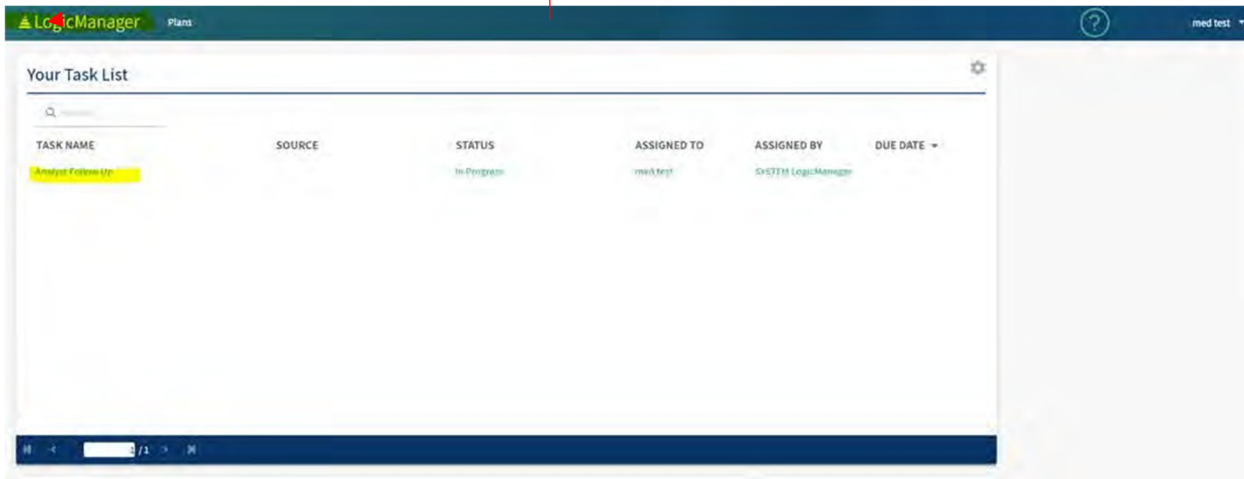 LogicManager Plans ? med test
Your Task List
TASK NAME SOURCE STATUS ASSIGNED TO ASSIGNED BY DUE DATE
Analyst Follow Up In Progress med test SYSTEM LogicManager
/1